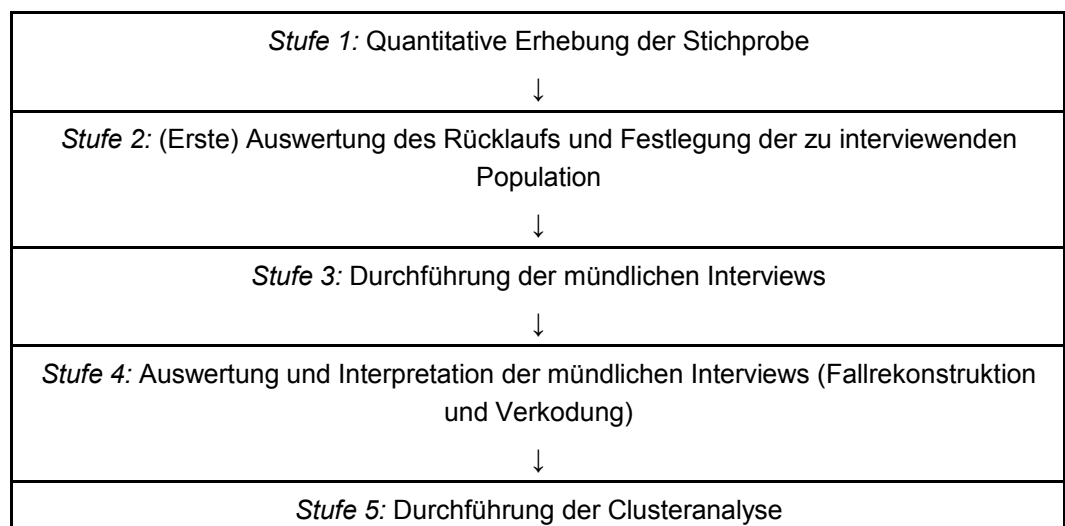 Stufe 1: Quantitative Erhebung der Stichprobe
↓
Stufe 2: (Erste) Auswertung des Rücklaufs und Festlegung der zu interviewenden
Population
↓
Stufe 3: Durchführung der mündlichen Interviews
↓
Stufe 4: Auswertung und Interpretation der mündlichen Interviews (Fallrekonstruktion
und Verkodung)
↓
Stufe 5: Durchführung der Clusteranalyse